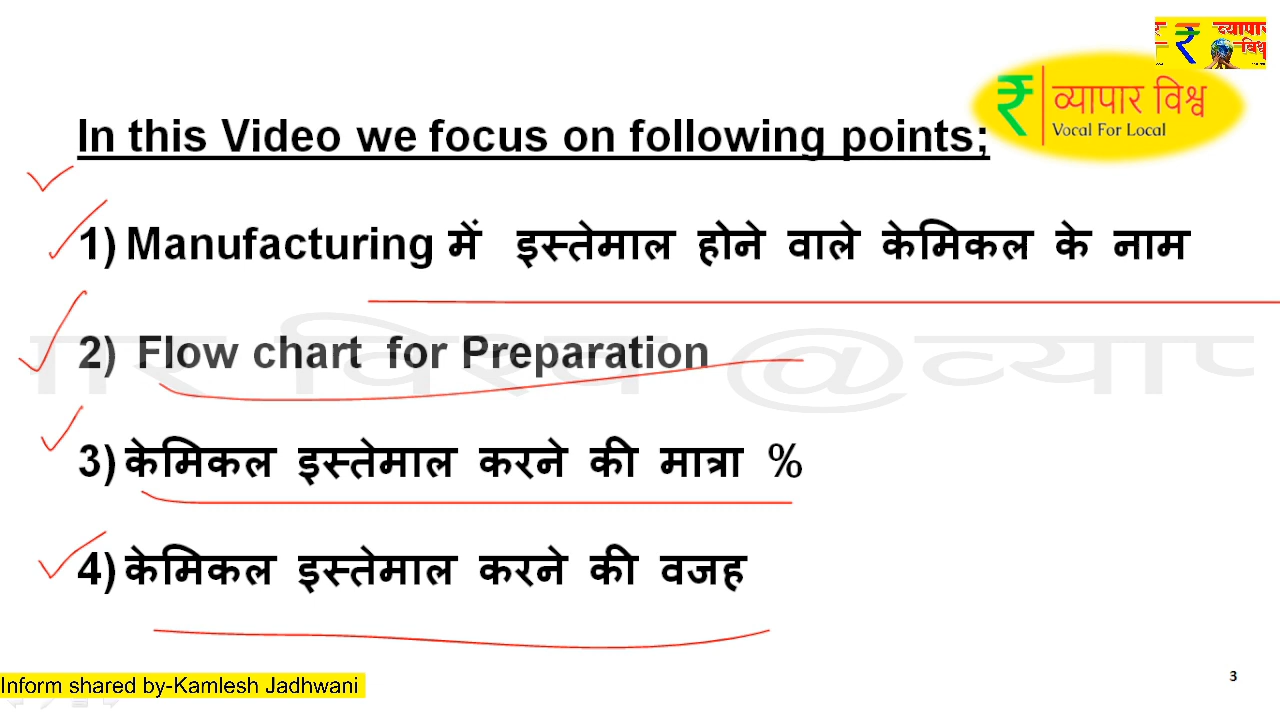 व्यापार
विश्व
₹ व्यापार विश्व
Vocal For Local
In this Video we focus on following points;
1) Manufacturing में इस्तेमाल होने वाले केमिकल के नाम
2) Flow chart for Preparation
3) केमिकल इस्तेमाल करने की मात्रा %
4) केमिकल इस्तेमाल करने की वजह
@व्याप
Inform shared by-Kamlesh Jadhwani
3